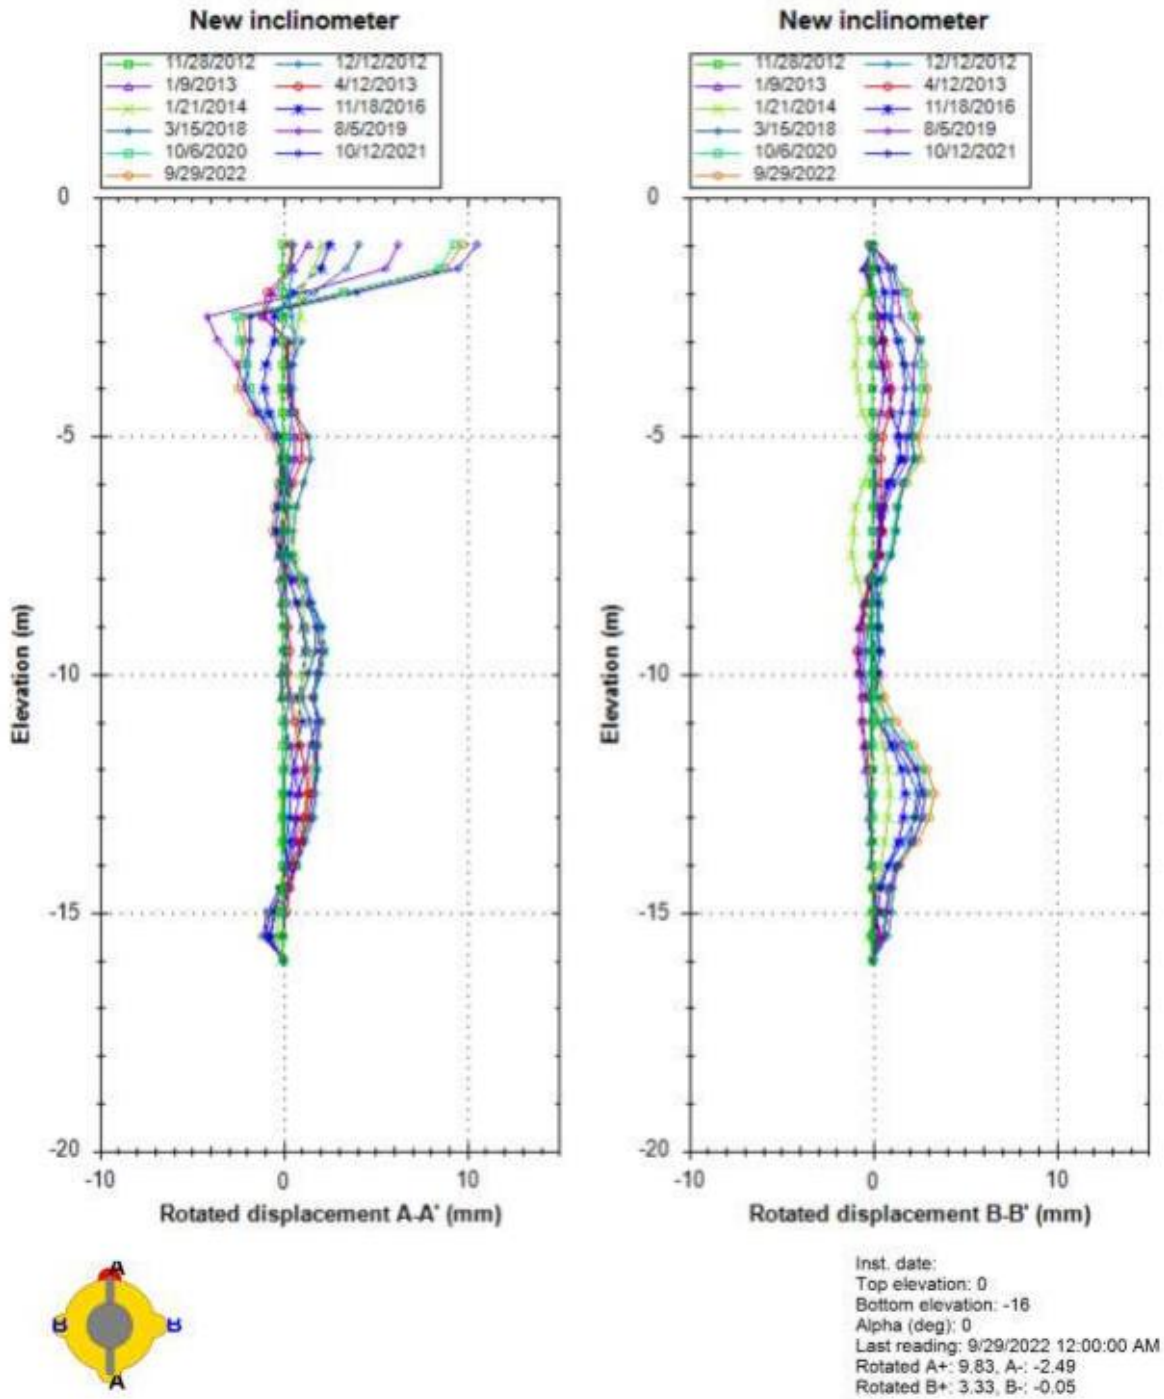 New inclinometer
11/28/2012 12/12/2012
1/9/2013 4/12/2013
1/21/2014 11/18/2016
3/15/2018 8/5/2019
10/6/2020 10/12/2021
9/29/2022
0
-5
-10
-15
-20
Elevation (m)
-10 0 10
Rotated displacement A-A' (mm)
New inclinometer
11/28/2012 12/12/2012
1/9/2013 4/12/2013
1/21/2014 11/18/2016
3/15/2018 8/5/2019
10/6/2020 10/12/2021
9/29/2022
0
-5
-10
-15
-20
Elevation (m)
-10 0 10
Rotated displacement B-B' (mm)
A
B B
A
Inst. date:
Top elevation: 0
Bottom elevation: -16
Alpha (deg): 0
Last reading: 9/29/2022 12:00:00 AM
Rotated A+: 9.83, A-: -2.49
Rotated B+: 3.33, B-: -0.05